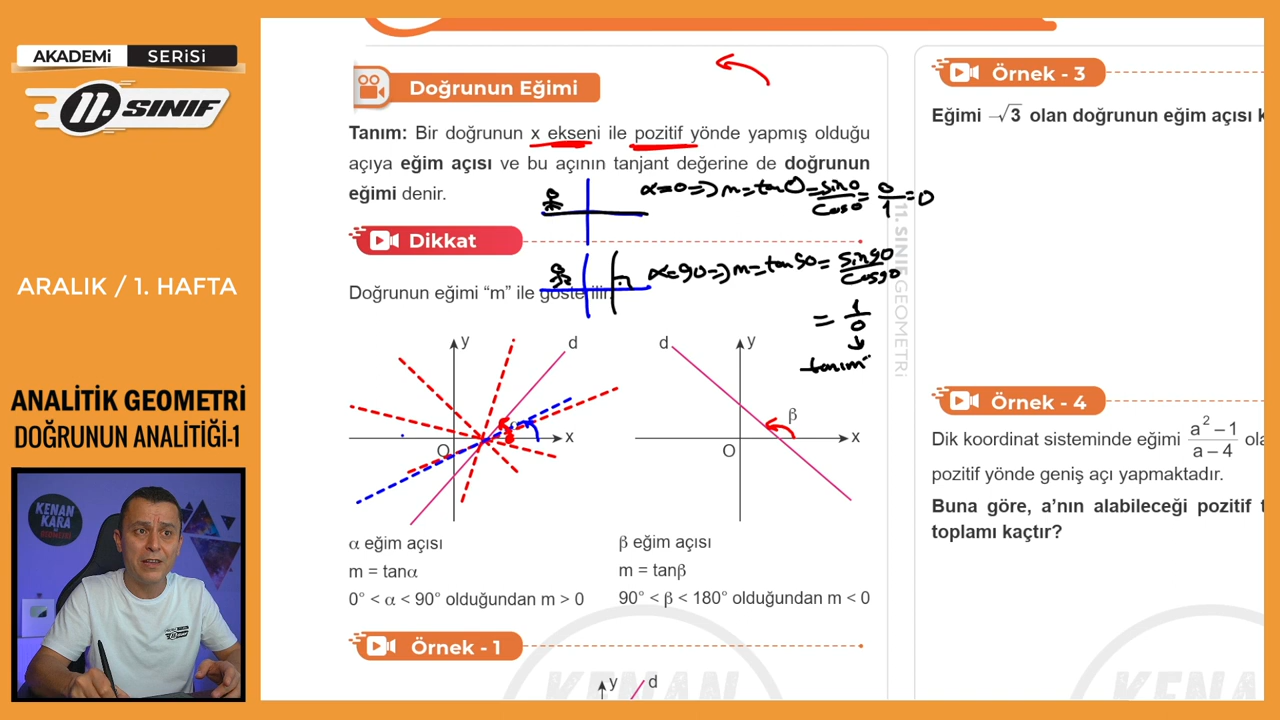 AKADEMİ SERİSİ
11. SINIF
ARALIK / 1. HAFTA
ANALİTİK GEOMETRİ
DOĞRUNUN ANALİTİĞİ-1
KENAN
KARA
Doğrunun Eğimi
Tanım: Bir doğrunun x ekseni ile pozitif yönde yapmış olduğu
açıya eğim açısı ve bu açının tanjant değerine de doğrunun
eğimi denir.
α=0⇒m=tan0=sin0/cos0=0/1=0
Dikkat
α=90⇒m=tan90=sin90/cos90
Doğrunun eğimi “m” ile gösterilir.
=1/0
tanım
y
d
x
O
α eğim açısı
m = tanα
0° < α < 90° olduğundan m > 0
d
y
β
x
O
β eğim açısı
m = tanβ
90° < β < 180° olduğundan m < 0
Örnek - 1
y
d
11. SINIF GEOMETRİ
Örnek - 3
Eğimi -√3 olan doğrunun eğim açısı k
Örnek - 4
Dik koordinat sisteminde eğimi a² – 1 / a – 4 ola
pozitif yönde geniş açı yapmaktadır.
Buna göre, a’nın alabileceği pozitif t
toplamı kaçtır?
KENAN
KENA